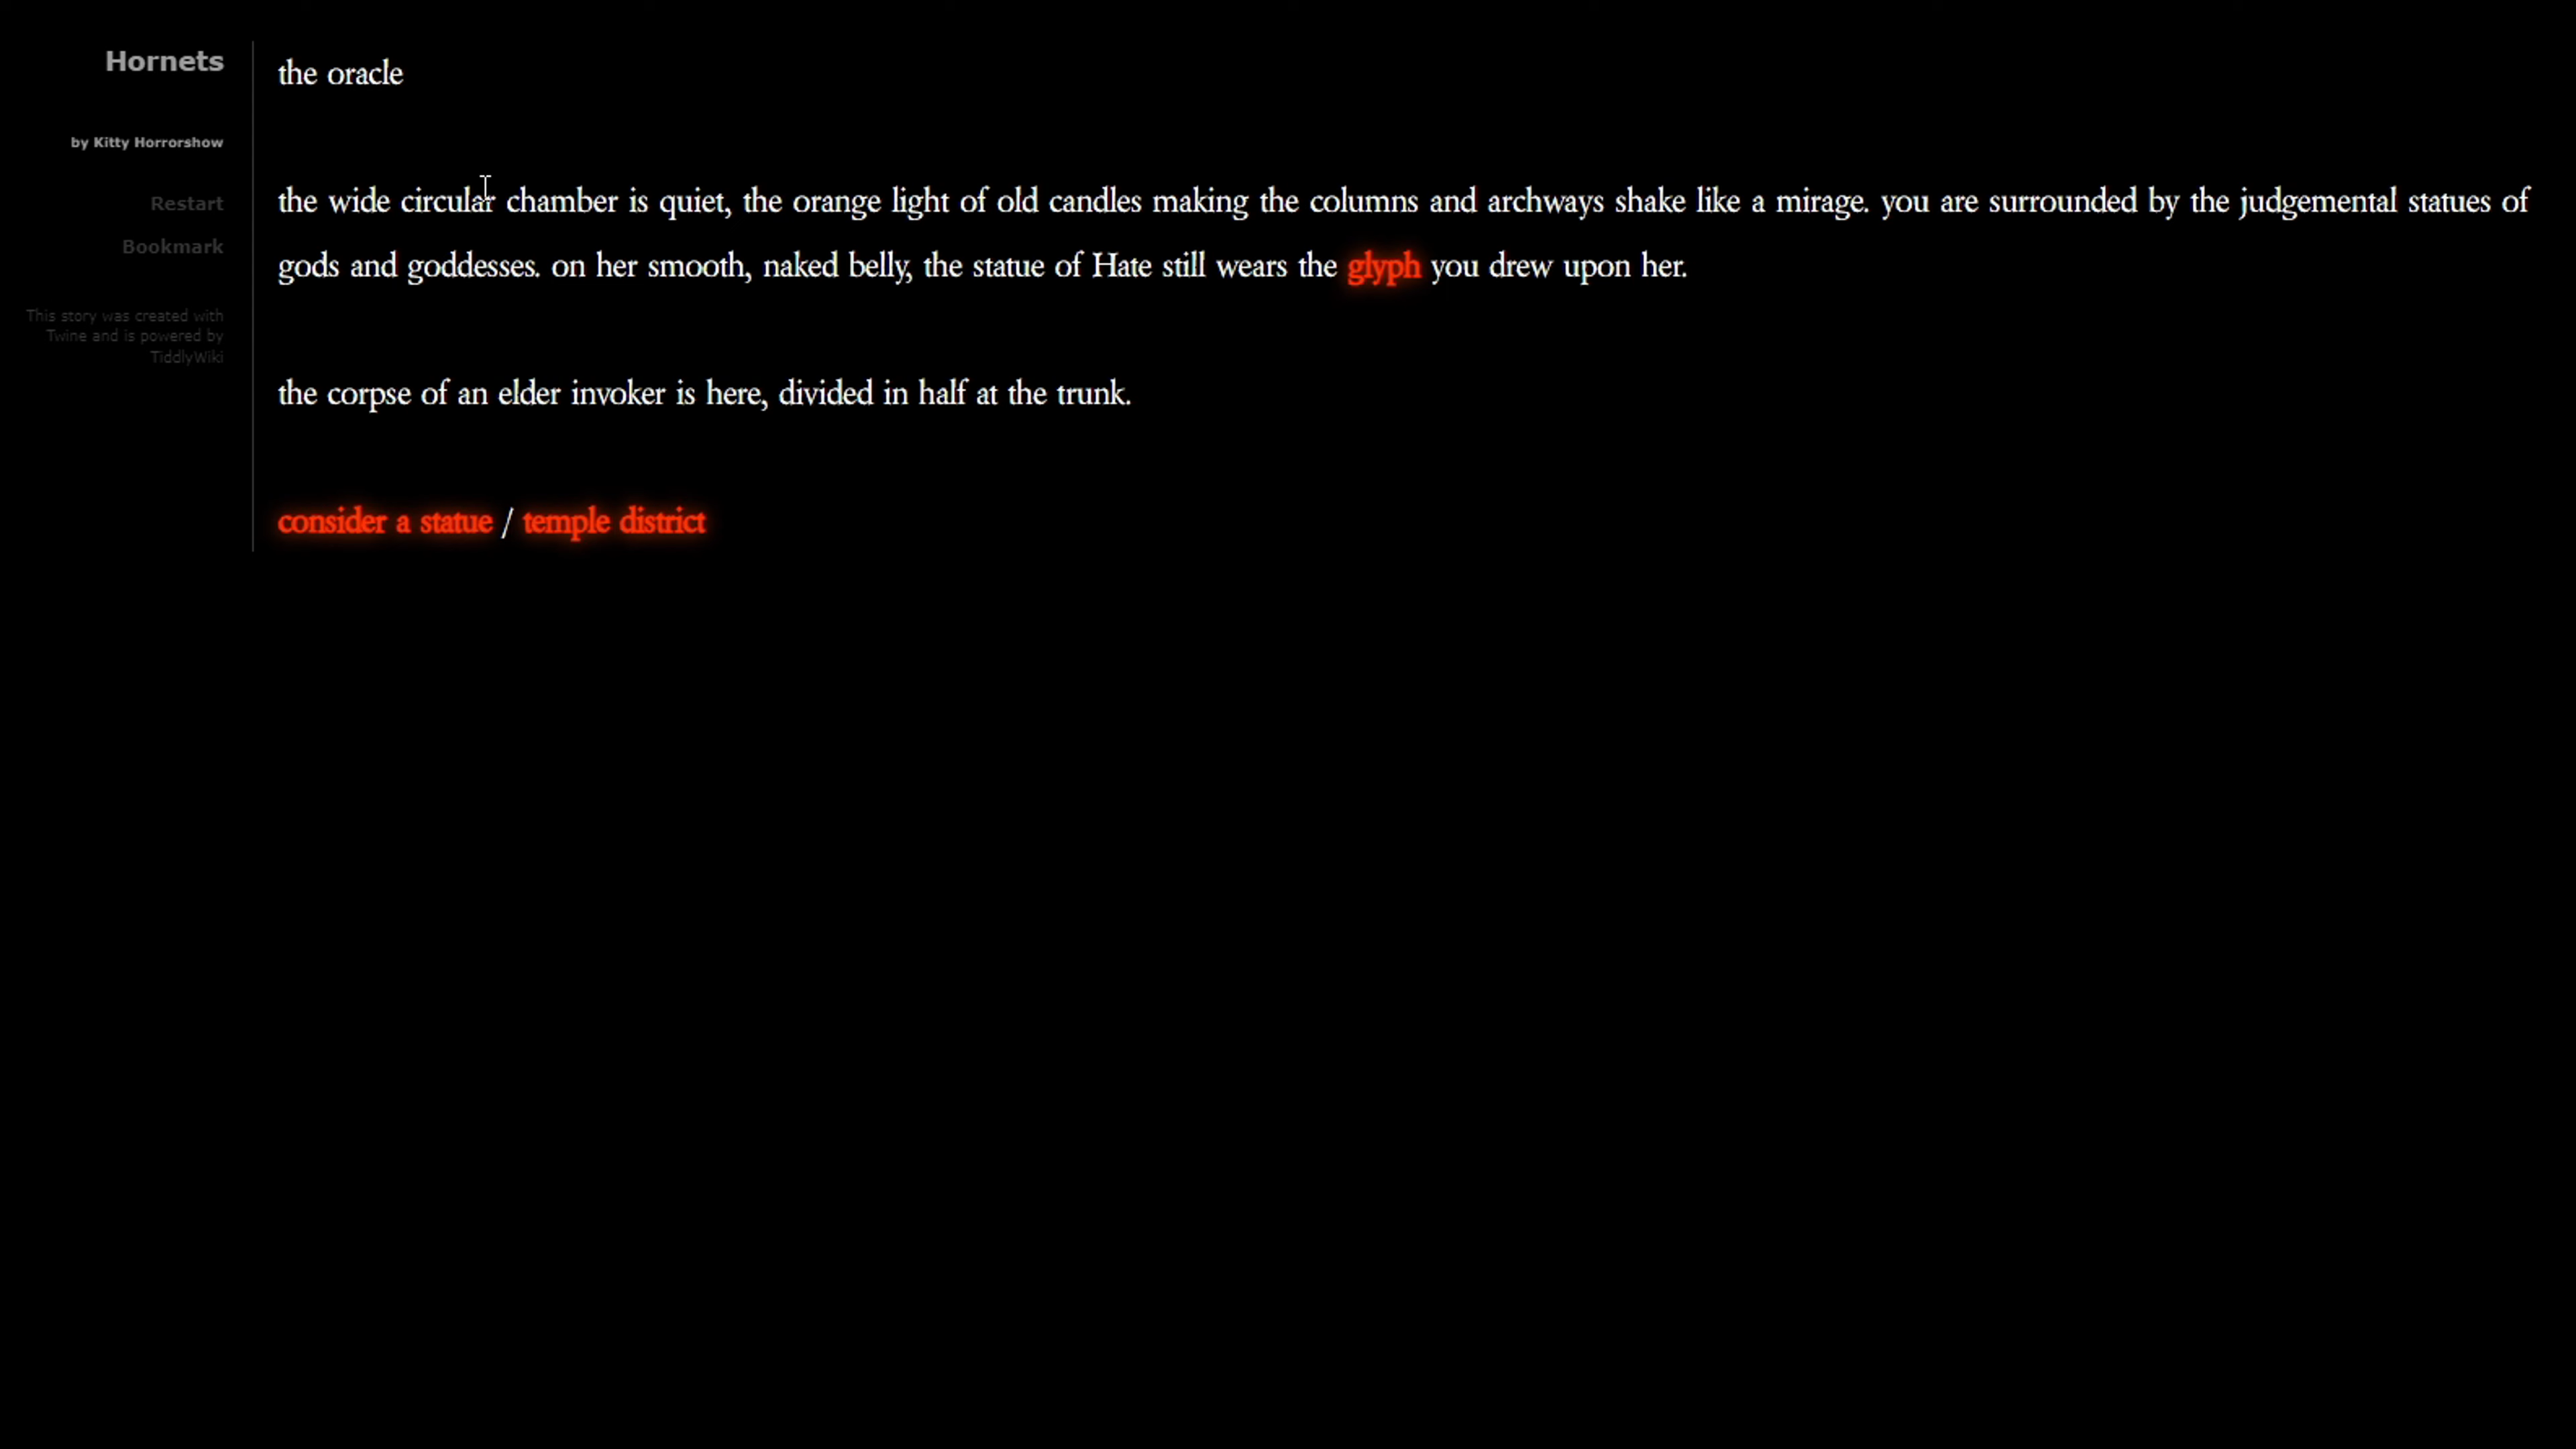 Hornets
by Kitty Horrorshow
Restart
Bookmark
This story was created with
Twine and is powered by
TiddlyWiki
the oracle
the wide circular chamber is quiet, the orange light of old candles making the columns and archways shake like a mirage. you are surrounded by the judgemental statues of
gods and goddesses. on her smooth, naked belly, the statue of Hate still wears the glyph you drew upon her.
the corpse of an elder invoker is here, divided in half at the trunk.
consider a statue / temple district